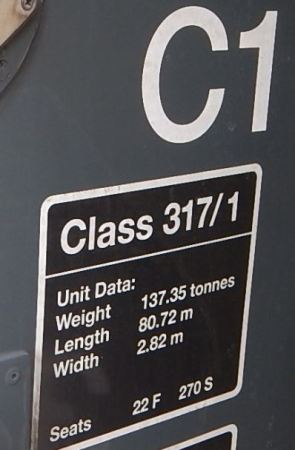 C1
Class 317/1
Unit Data:
Weight 137.35 tonnes
Length 80.72 m
Width 2.82 m
Seats 22 F 270 S